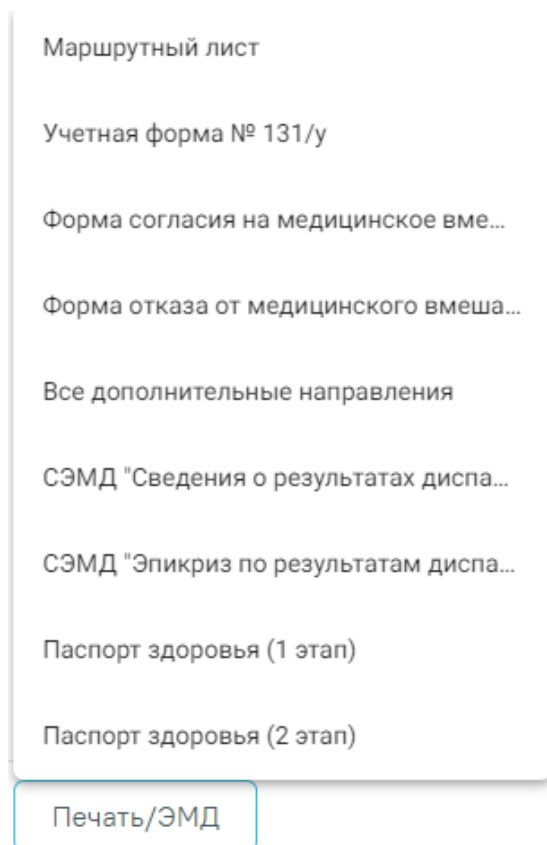 Маршрутный лист
Учетная форма № 131/у
Форма согласия на медицинское вме...
Форма отказа от медицинского вмеша...
Все дополнительные направления
СЭМД "Сведения о результатах диспа...
СЭМД "Эпикриз по результатам диспа...
Паспорт здоровья (1 этап)
Паспорт здоровья (2 этап)
Печать/ЭМД